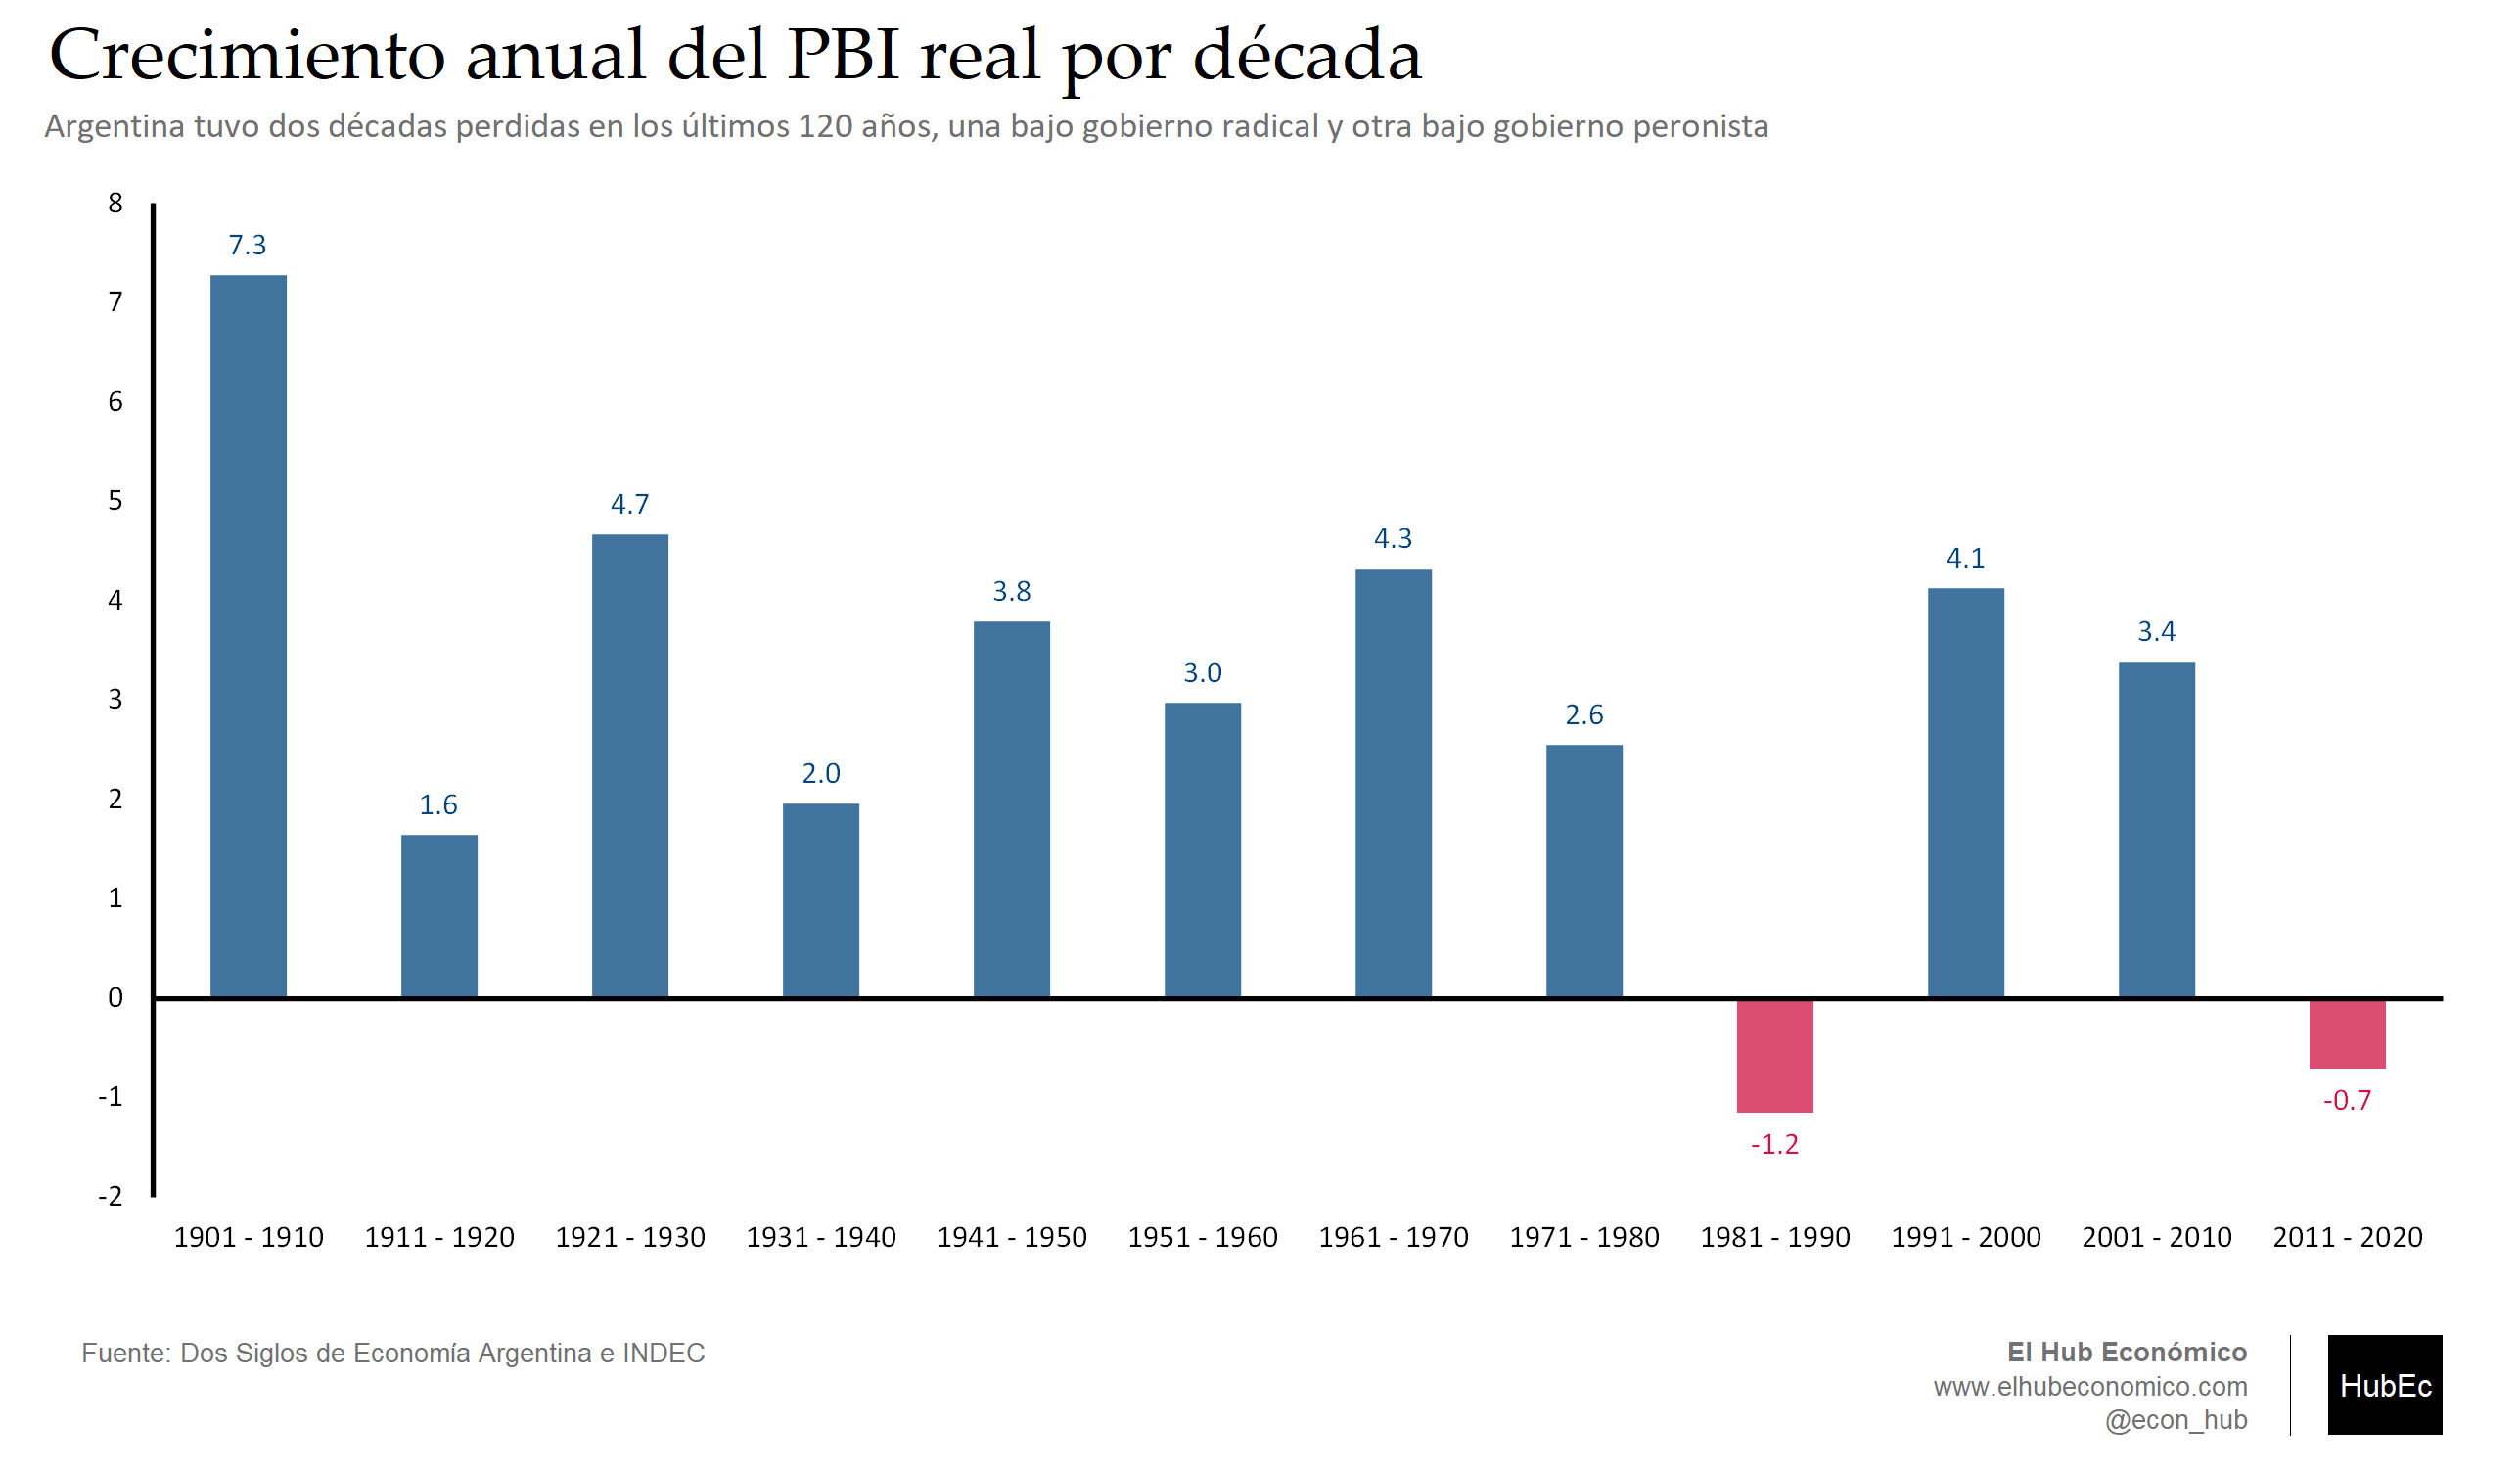 Crecimiento anual del PBI real por década
Argentina tuvo dos décadas perdidas en los últimos 120 años, una bajo gobierno radical y otra bajo gobierno peronista
8
7
6
5
4
3
2
1
0
-1
-2
7.3
1.6
4.7
2.0
3.8
3.0
4.3
2.6
-1.2
4.1
3.4
-0.7
1901 - 1910
1911 - 1920
1921 - 1930
1931 - 1940
1941 - 1950
1951 - 1960
1961 - 1970
1971 - 1980
1981 - 1990
1991 - 2000
2001 - 2010
2011 - 2020
Fuente: Dos Siglos de Economía Argentina e INDEC
El Hub Económico
www.elhubeconomico.com
@econ_hub
HubEc